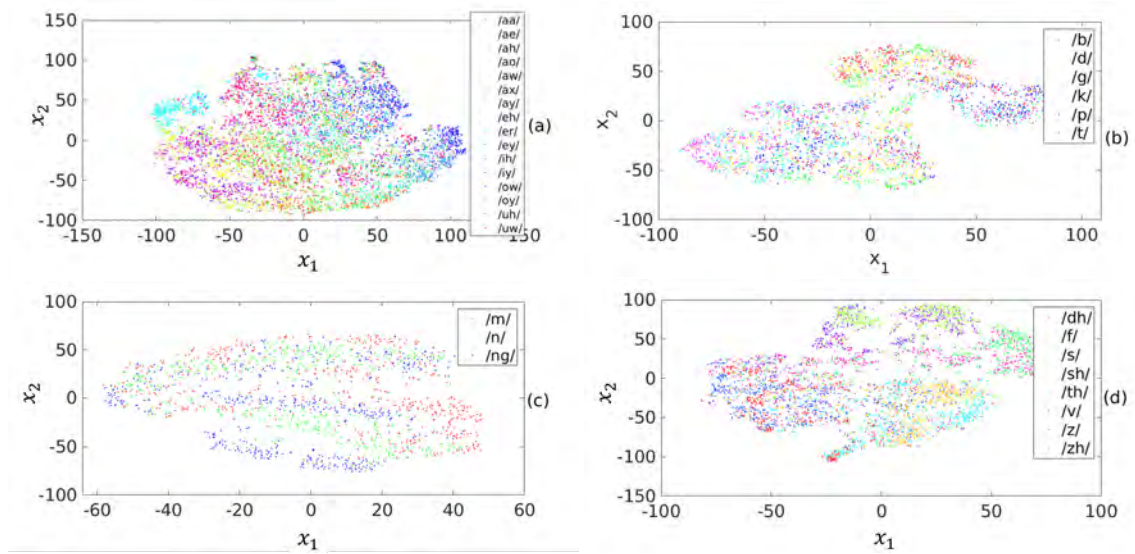 150
100
50
0
-50
-100
x₂
-150
-100
-50
0
50
100
150
x₁
/aa/
/ae/
/ah/
/ao/
/aw/
/ax/
/ay/
/eh/
/er/
/ey/
/ih/
/iy/
/ow/
/oy/
/uh/
/uw/
(a)
100
50
0
-50
-100
x₂
-100
-50
0
50
100
x₁
/b/
/d/
/g/
/k/
/p/
/t/
(b)
100
50
0
-50
-100
x₂
-60
-40
-20
0
20
40
60
x₁
/m/
/n/
/ng/
(c)
100
50
0
-50
-100
-150
x₂
-100
-50
0
50
100
x₁
/dh/
/f/
/s/
/sh/
/th/
/v/
/z/
/zh/
(d)